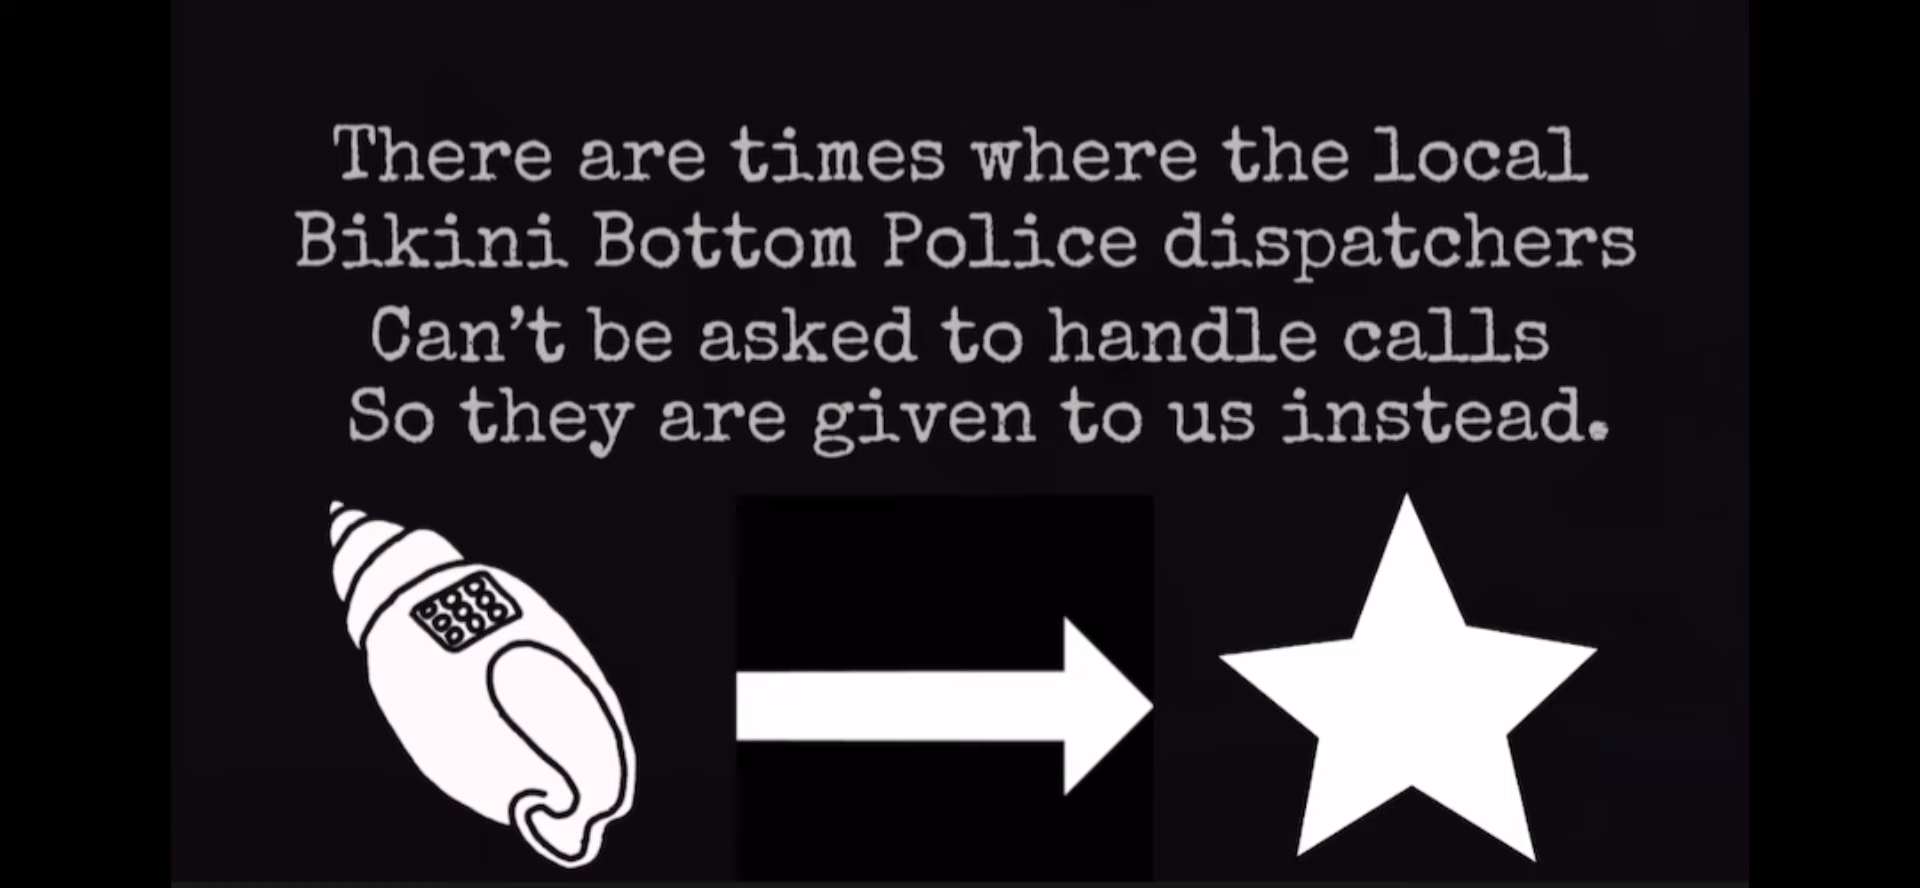 There are times where the local
Bikini Bottom Police dispatchers
Can't be asked to handle calls
So they are given to us instead.